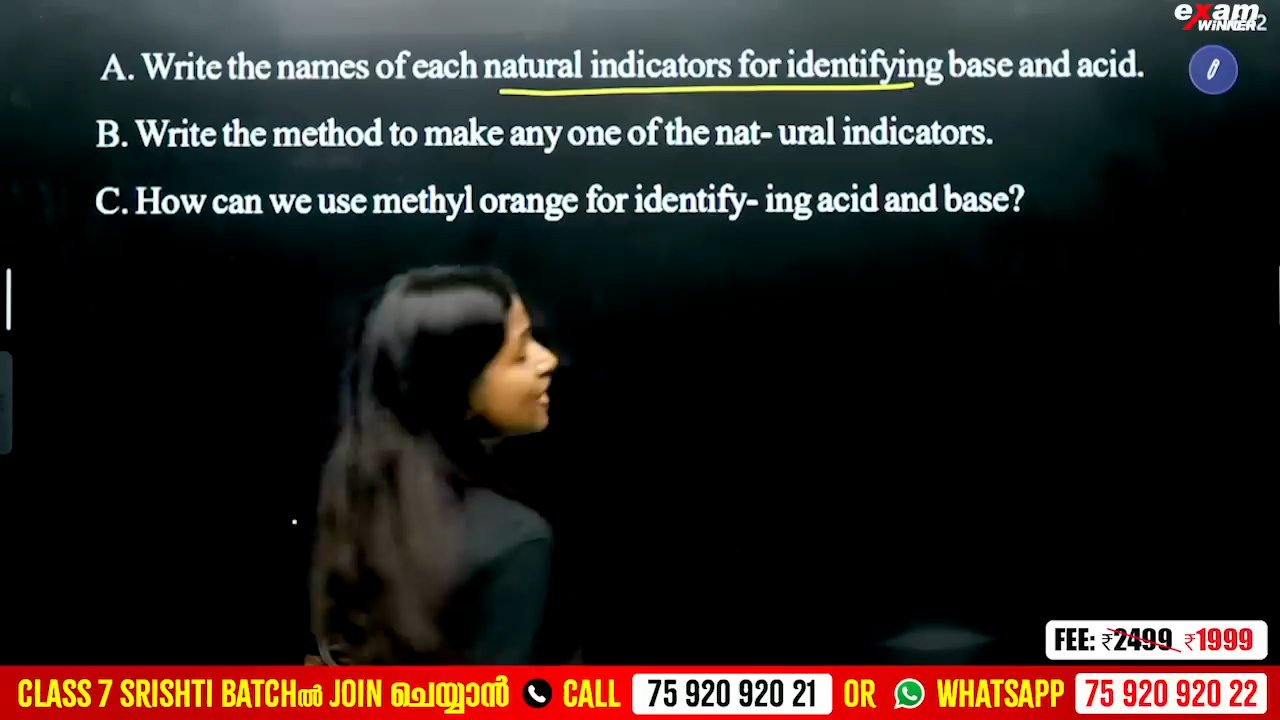 exam
WINNER
A. Write the names of each natural indicators for identifying base and acid.
B. Write the method to make any one of the nat- ural indicators.
C. How can we use methyl orange for identify- ing acid and base?
FEE: ₹2499 ₹1999
CLASS 7 SRISHTI BATCHൽ JOIN ചെയ്യാൻ CALL 75 920 920 21 OR WHATSAPP 75 920 920 22